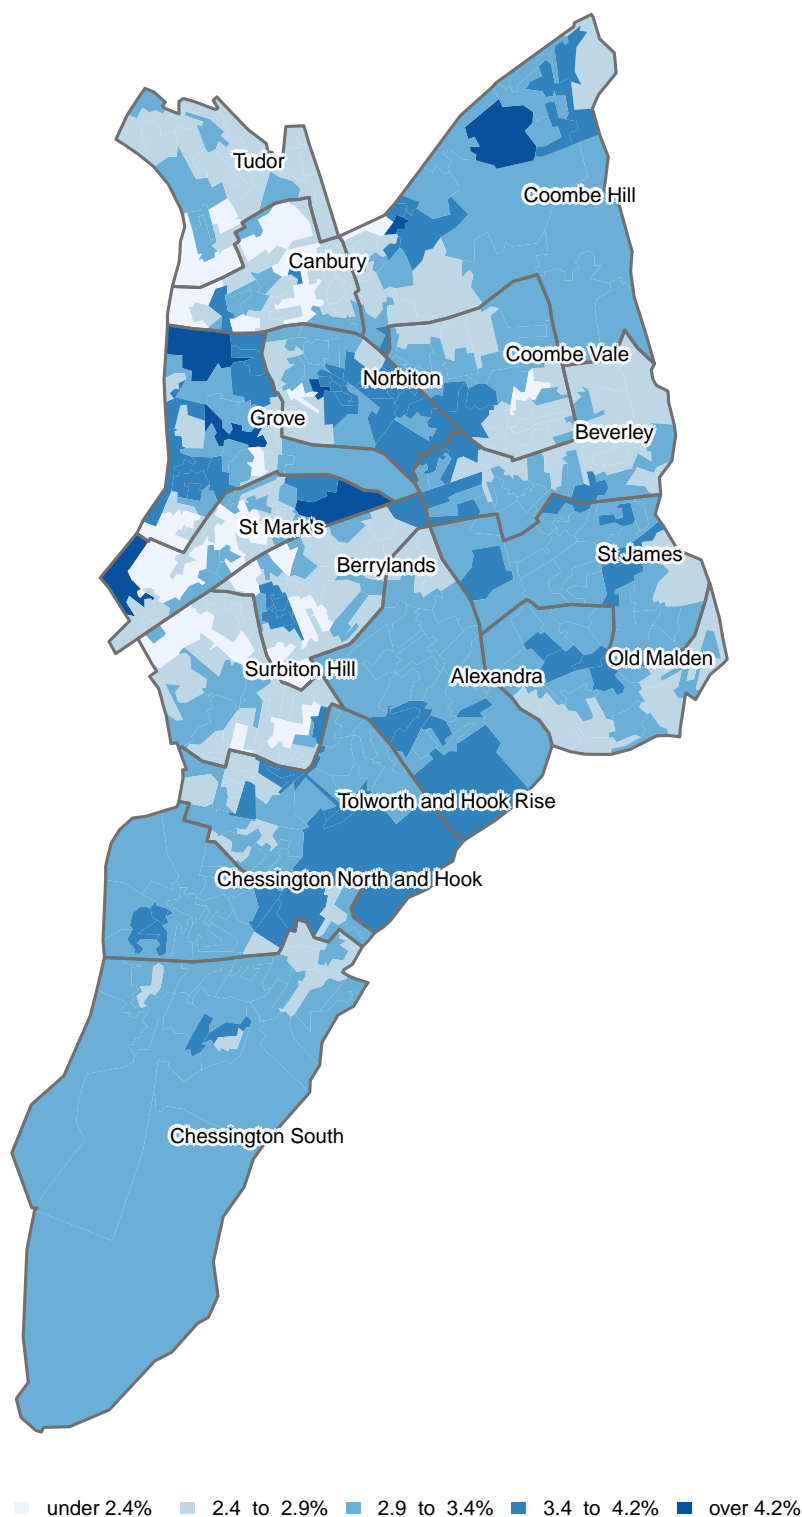 Tudor
Coombe Hill
Canbury
Coombe Vale
Norbiton
Grove
Beverley
St Mark's
St James
Berrylands
Old Malden
Surbiton Hill
Alexandra
Tolworth and Hook Rise
Chessington North and Hook
Chessington South
under 2.4% 2.4 to 2.9% 2.9 to 3.4% 3.4 to 4.2% over 4.2%